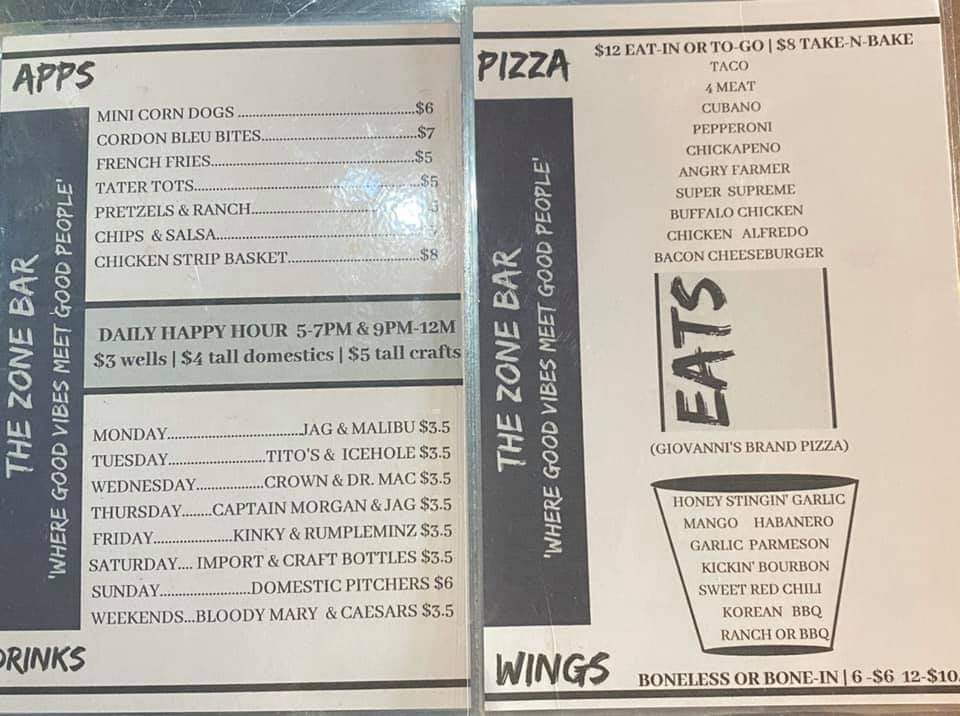 APPS
MINI CORN DOGS ..............................................$6
CORDON BLEU BITES........................................$7
FRENCH FRIES.....................................................$5
TATER TOTS..........................................................$5
PRETZELS & RANCH................................
CHIPS & SALSA.............................................
CHICKEN STRIP BASKET..................................$8
THE ZONE BAR
'WHERE GOOD VIBES MEET GOOD PEOPLE'
DAILY HAPPY HOUR 5-7PM & 9PM-12M
$3 wells | $4 tall domestics | $5 tall crafts
MONDAY....................................JAG & MALIBU $3.5
TUESDAY..........................TITO'S & ICEHOLE $3.5
WEDNESDAY..................CROWN & DR. MAC $3.5
THURSDAY........CAPTAIN MORGAN & JAG $3.5
FRIDAY......................KINKY & RUMPLEMINZ $3.5
SATURDAY.... IMPORT & CRAFT BOTTLES $3.5
SUNDAY.........................DOMESTIC PITCHERS $6
WEEKENDS...BLOODY MARY & CAESARS $3.5
DRINKS
PIZZA
$12 EAT-IN OR TO-GO | $8 TAKE-N-BAKE
TACO
4 MEAT
CUBANO
PEPPERONI
CHICKAPENO
ANGRY FARMER
SUPER SUPREME
BUFFALO CHICKEN
CHICKEN ALFREDO
BACON CHEESEBURGER
THE ZONE BAR
'WHERE GOOD VIBES MEET GOOD PEOPLE'
EATS
(GIOVANNI'S BRAND PIZZA)
HONEY STINGIN' GARLIC
MANGO HABANERO
GARLIC PARMESON
KICKIN' BOURBON
SWEET RED CHILI
KOREAN BBQ
RANCH OR BBQ
WINGS
BONELESS OR BONE-IN | 6 -$6 12-$10